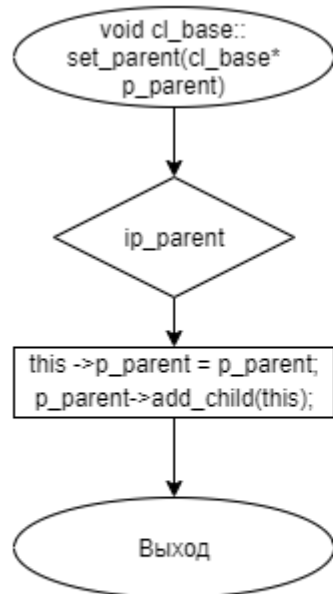 void cl_base::
set_parent(cl_base*
p_parent)
ip_parent
this ->p_parent = p_parent;
p_parent->add_child(this);
Выход